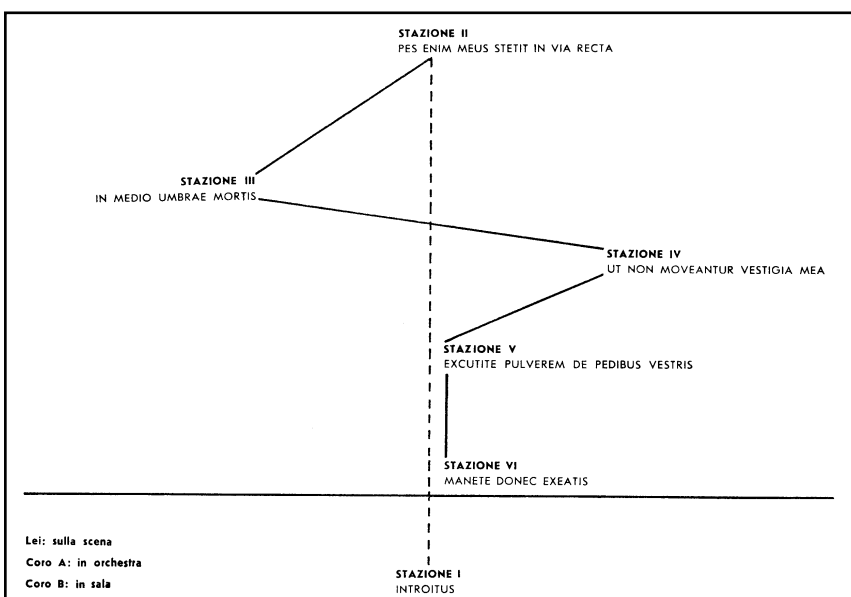 STAZIONE II
PES ENIM MEUS STETIT IN VIA RECTA
STAZIONE III
IN MEDIO UMBRAE MORTIS
STAZIONE IV
UT NON MOVEANTUR VESTIGIA MEA
STAZIONE V
EXCUTITE PULVEREM DE PEDIBUS VESTRIS
STAZIONE VI
MANETE DONEC EXEATIS
Lei: sulla scena
Coro A: in orchestra
Coro B: in sala
STAZIONE I
INTROITUS